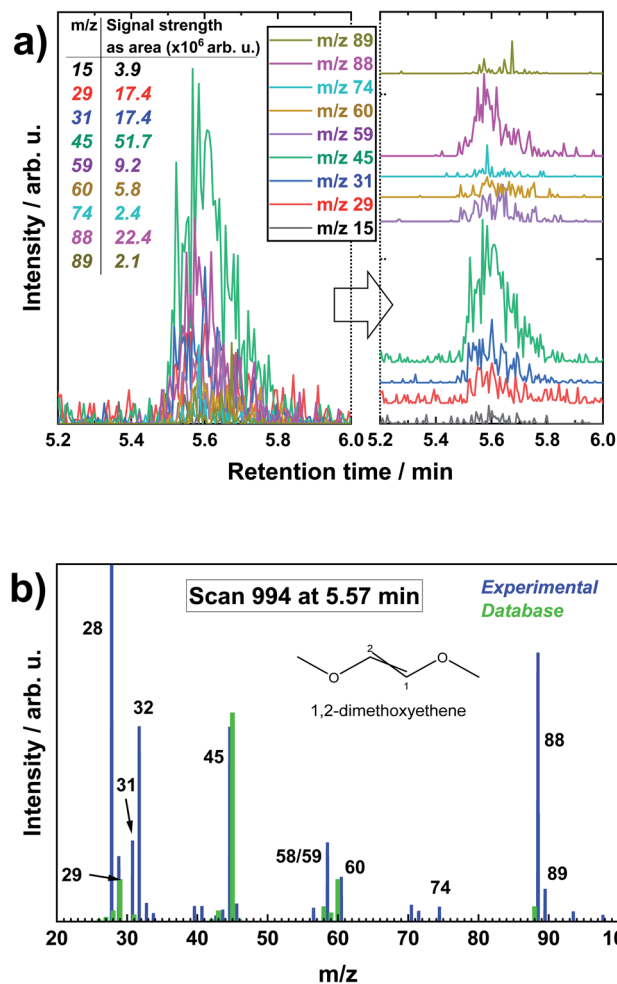 a)
m/z Signal strength
as area (x10⁶ arb. u.)
15 3.9
29 17.4
31 17.4
45 51.7
59 9.2
60 5.8
74 2.4
88 22.4
89 2.1
m/z 89
m/z 88
m/z 74
m/z 60
m/z 59
m/z 45
m/z 31
m/z 29
m/z 15
Intensity / arb. u.
5.2 5.4 5.6 5.8 6.0 5.2 5.4 5.6 5.8 6.0
Retention time / min
b)
Scan 994 at 5.57 min
Experimental
Database
28
32
31
29
45
58/59
60
74
88
89
O
2
1
O
1,2-dimethoxyethene
Intensity / arb. u.
20 30 40 50 60 70 80 90 10
m/z